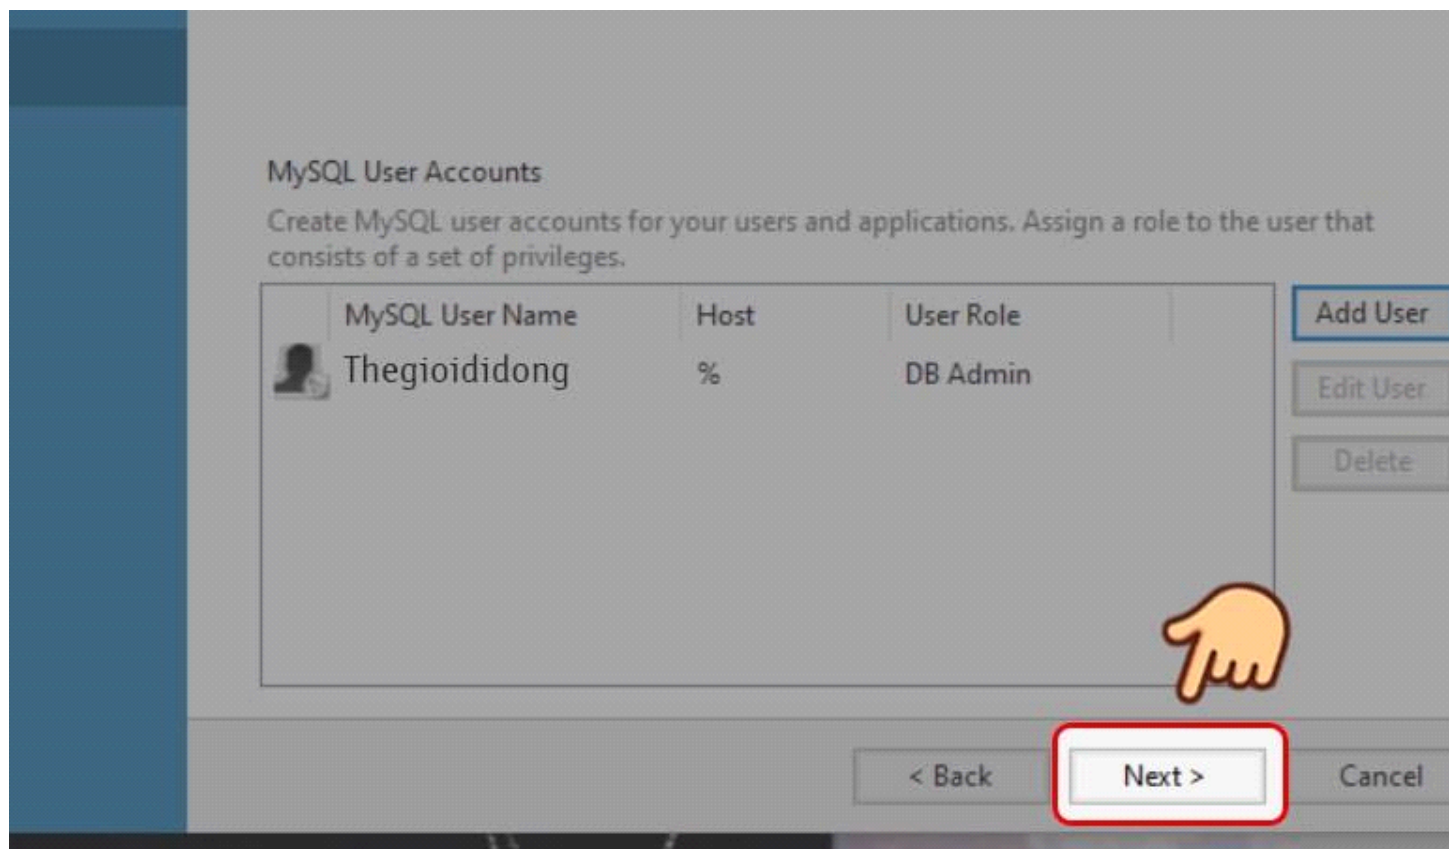 MySQL User Accounts
Create MySQL user accounts for your users and applications. Assign a role to the user that
consists of a set of privileges.
MySQL User Name Host User Role
Thegioididong % DB Admin
Add User
Edit User
Delete
< Back Next > Cancel